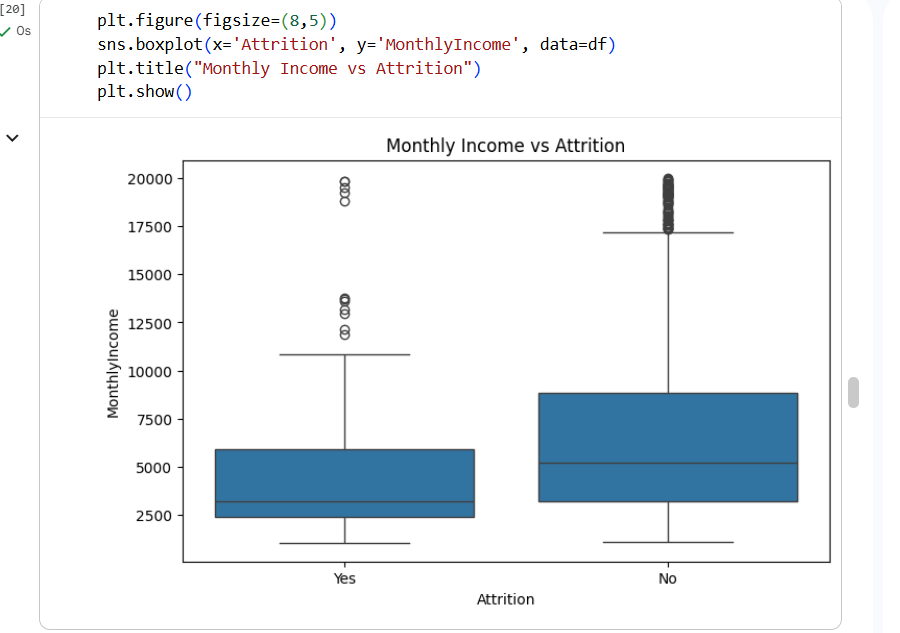 [20]
0s
plt.figure(figsize=(8,5))
sns.boxplot(x='Attrition', y='MonthlyIncome', data=df)
plt.title("Monthly Income vs Attrition")
plt.show()
Monthly Income vs Attrition
20000
17500
15000
12500
10000
7500
5000
2500
MonthlyIncome
Yes
No
Attrition